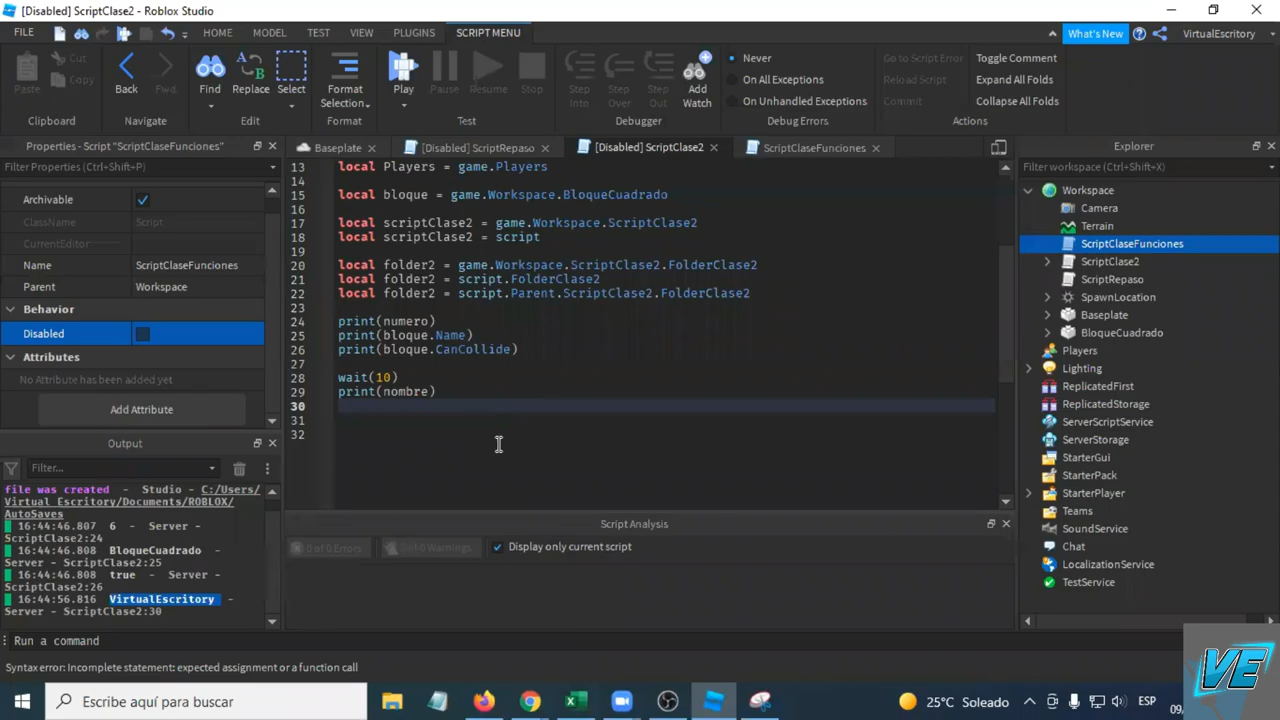 [Disabled] ScriptClase2 - Roblox Studio
FILE HOME MODEL TEST VIEW PLUGINS SCRIPT MENU What's New VirtualEscritory
Paste Cut Copy Back Fwd. Find Replace Select Format Selection... Play Pause Resume Stop Step Into Step Over Step Out Add Watch
Never
On All Exceptions
On Unhandled Exceptions
Go to Script Error
Reload Script
Commit
Toggle Comment
Expand All Folds
Collapse All Folds
Clipboard Navigate Edit Format Test Debugger Debug Errors Actions
Properties - Script "ScriptClaseFunciones"
Filter Properties (Ctrl+Shift+P)
Archivable
ClassName Script
CurrentEditor
Name ScriptClaseFunciones
Parent Workspace
Behavior
Disabled
Attributes
No Attribute has been added yet
Add Attribute
Output
Filter...
file was created - Studio - C:/Users/
Virtual Escritory/Documents/ROBLOX/
AutoSaves
16:44:46.807 6 - Server -
ScriptClase2:24
16:44:46.808 BloqueCuadrado -
Server - ScriptClase2:25
16:44:46.808 true - Server -
ScriptClase2:26
16:44:56.816 VirtualEscritory -
Server - ScriptClase2:30
Baseplate [Disabled] ScriptRepaso [Disabled] ScriptClase2 ScriptClaseFunciones
13 local Players = game.Players
14
15 local bloque = game.Workspace.BloqueCuadrado
16
17 local scriptClase2 = game.Workspace.ScriptClase2
18 local scriptClase2 = script
19
20 local folder2 = game.Workspace.ScriptClase2.FolderClase2
21 local folder2 = script.FolderClase2
22 local folder2 = script.Parent.ScriptClase2.FolderClase2
23
24 print(numero)
25 print(bloque.Name)
26 print(bloque.CanCollide)
27
28 wait(10)
29 print(nombre)
30
31
32
Script Analysis
0 of 0 Errors 0 of 0 Warnings Display only current script
Explorer
Filter workspace (Ctrl+Shift+X)
Workspace
Camera
Terrain
ScriptClaseFunciones
ScriptClase2
ScriptRepaso
SpawnLocation
Baseplate
BloqueCuadrado
Players
Lighting
ReplicatedFirst
ReplicatedStorage
ServerScriptService
ServerStorage
StarterGui
StarterPack
StarterPlayer
Teams
SoundService
Chat
LocalizationService
TestService
Run a command
Syntax error: Incomplete statement: expected assignment or a function call
Escribe aquí para buscar
25°C Soleado
ESP
09/
VE